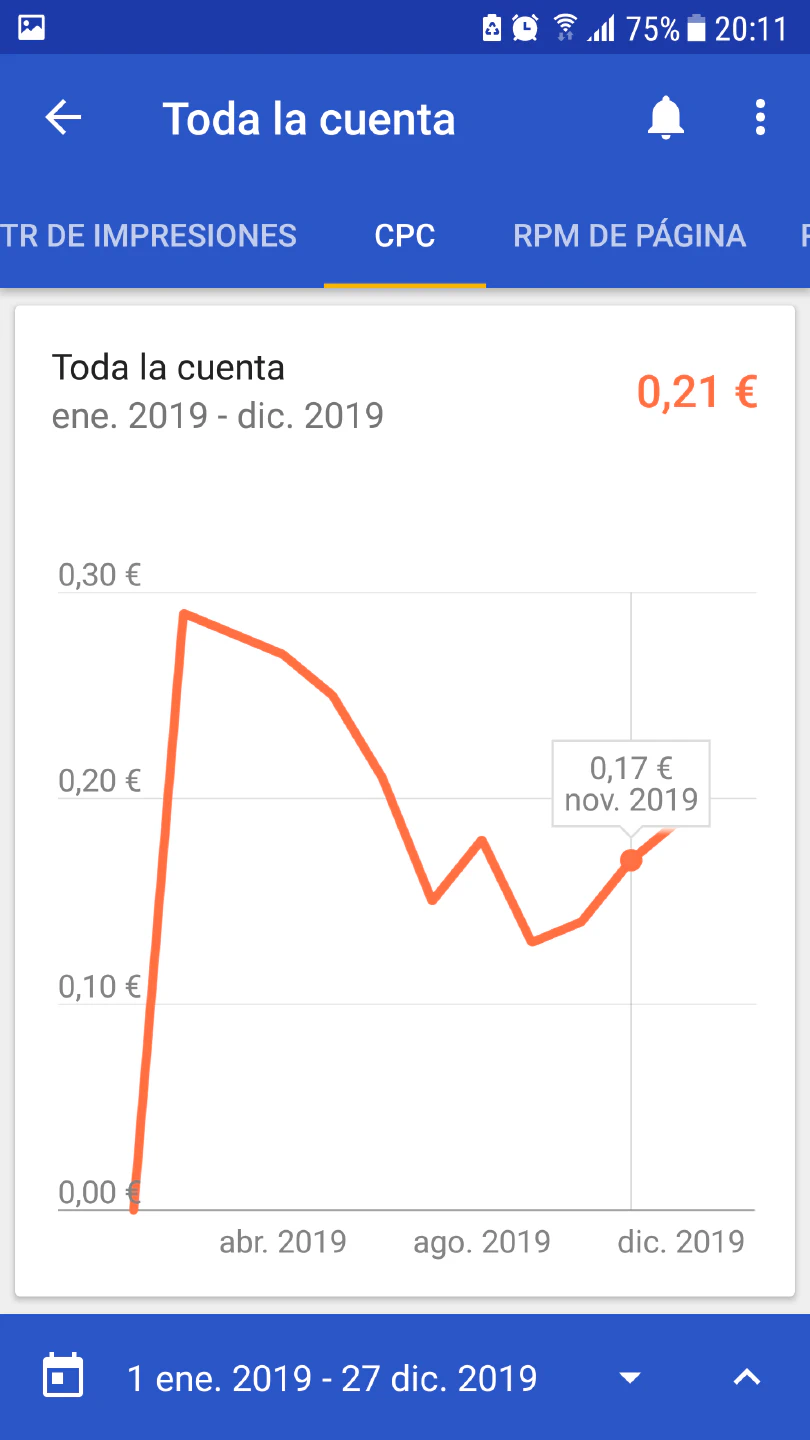 75% 20:11
Toda la cuenta
TR DE IMPRESIONES CPC RPM DE PÁGINA
Toda la cuenta
0,21 €
ene. 2019 - dic. 2019
0,30 €
0,17 €
nov. 2019
0,20 €
0,10 €
0,00 €
abr. 2019 ago. 2019 dic. 2019
1 ene. 2019 - 27 dic. 2019